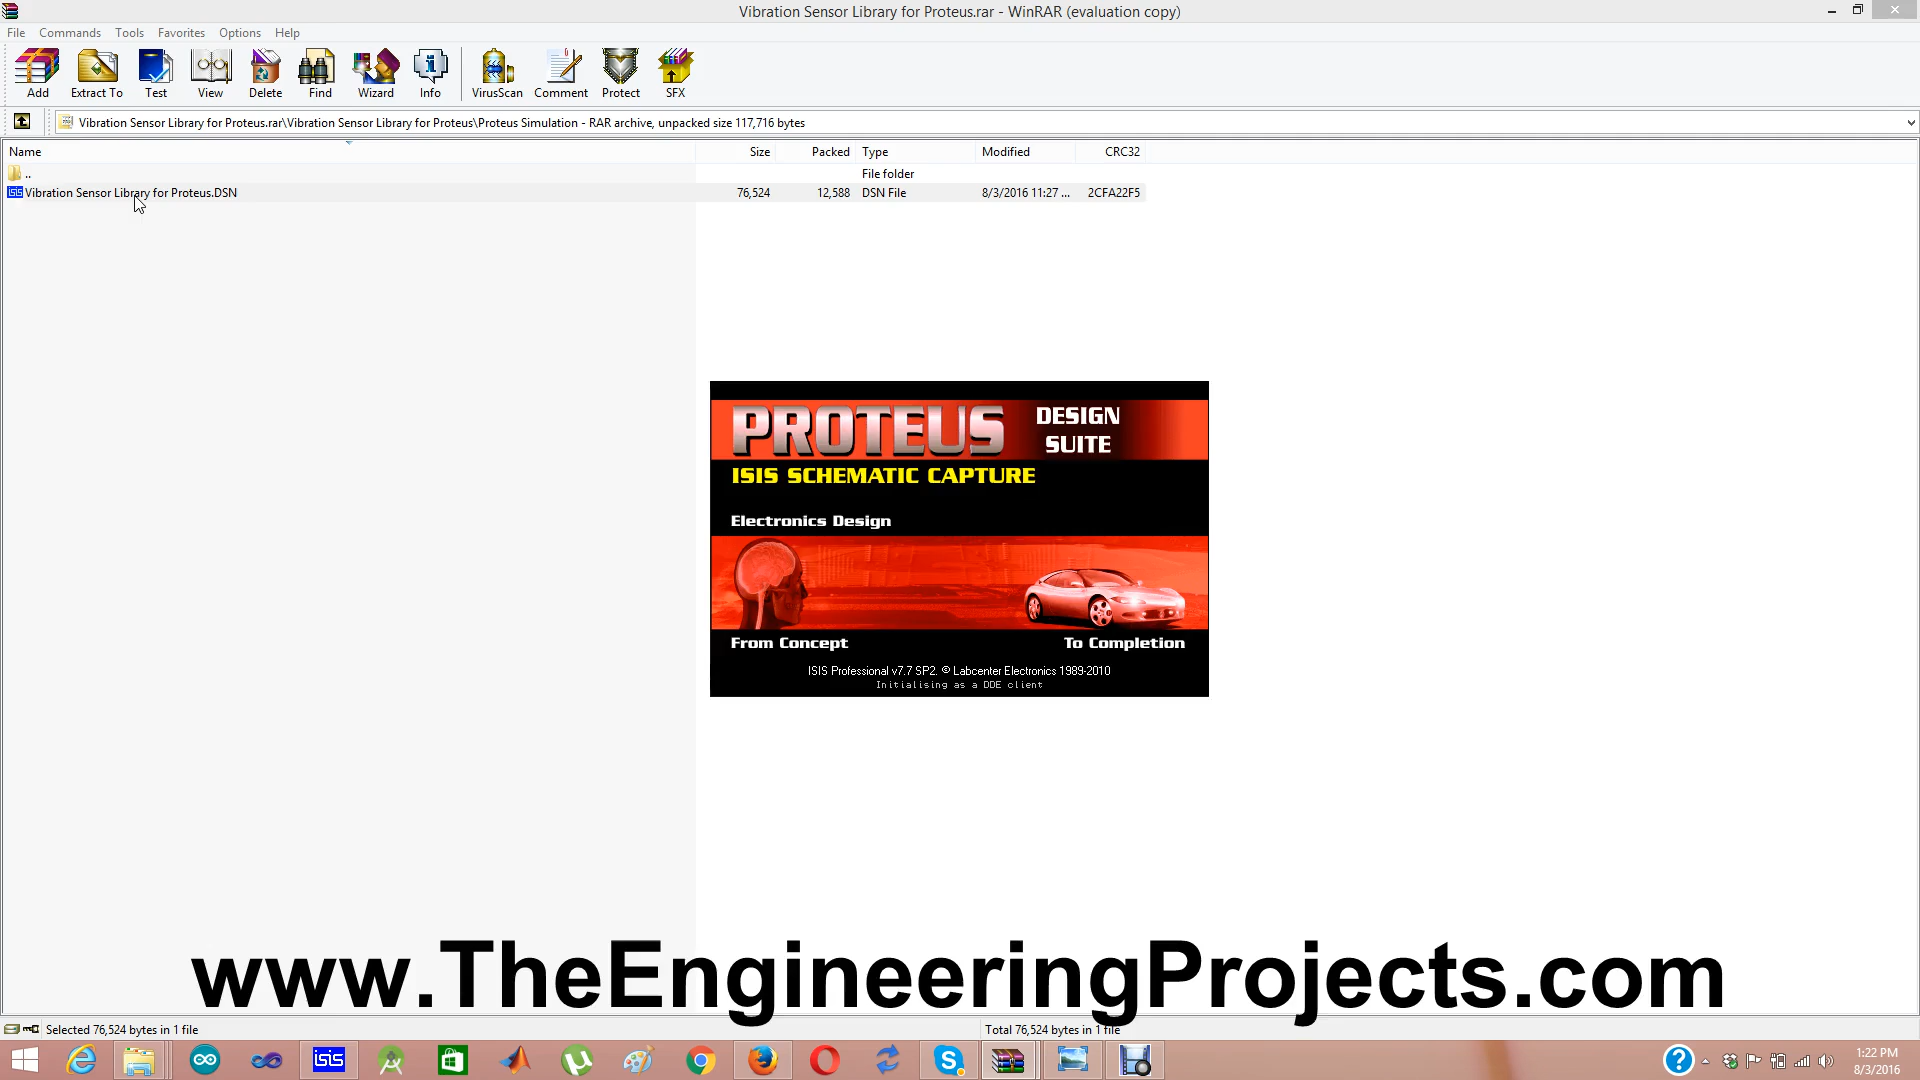 Vibration Sensor Library for Proteus.rar - WinRAR (evaluation copy)
File Commands Tools Favorites Options Help
Add Extract To Test View Delete Find Wizard Info VirusScan Comment Protect SFX
Vibration Sensor Library for Proteus.rar\Vibration Sensor Library for Proteus\Proteus Simulation - RAR archive, unpacked size 117,716 bytes
Name Size Packed Type Modified CRC32
.. File folder
Vibration Sensor Library for Proteus.DSN 76,524 12,588 DSN File 8/3/2016 11:27 ... 2CFA22F5
PROTEUS DESIGN SUITE
ISIS SCHEMATIC CAPTURE
Electronics Design
From Concept To Completion
ISIS Professional v7.7 SP2. © Labcenter Electronics 1989-2010
Initialising as a DDE client
www.TheEngineeringProjects.com
Selected 76,524 bytes in 1 file Total 76,524 bytes in 1 file
1:22 PM
8/3/2016